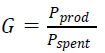 G = P_prod / P_spent